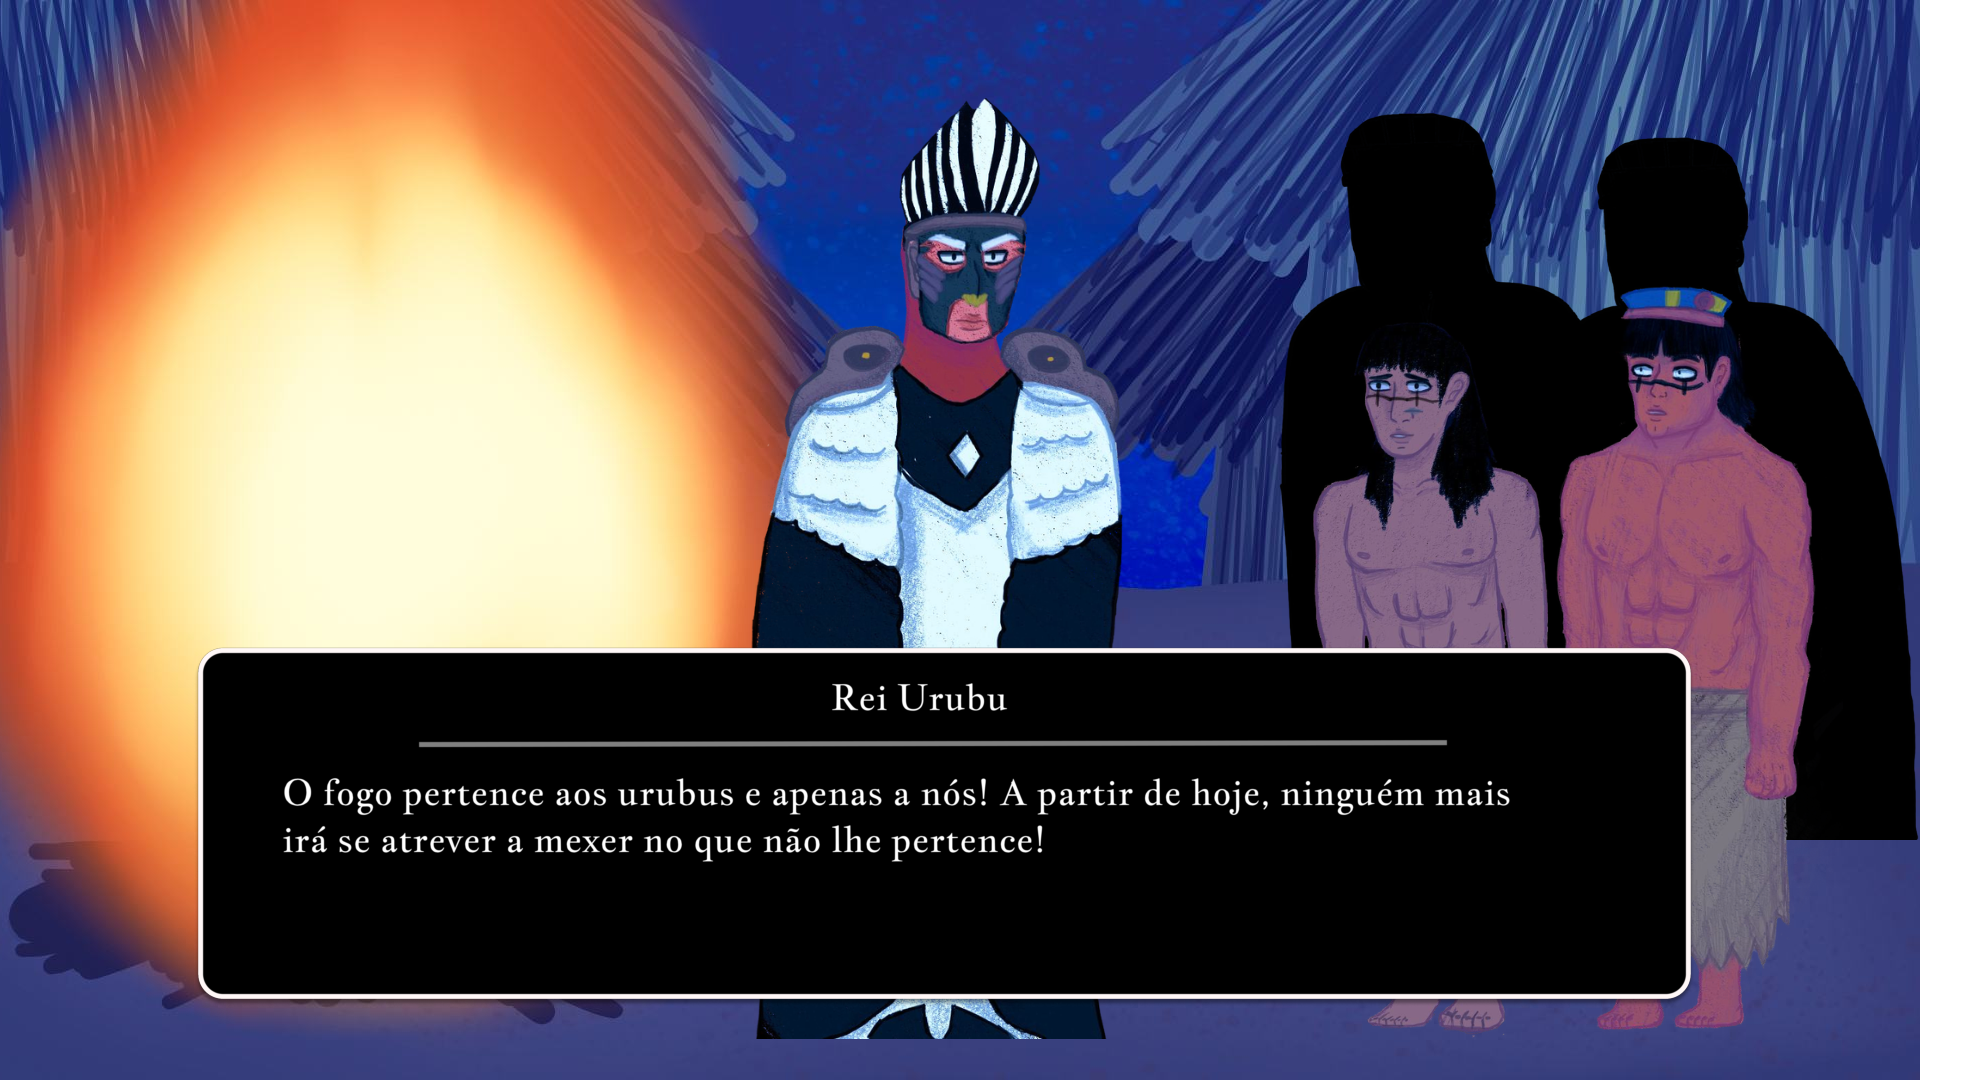 Rei Urubu
O fogo pertence aos urubus e apenas a nós! A partir de hoje, ninguém mais
irá se atrever a mexer no que não lhe pertence!